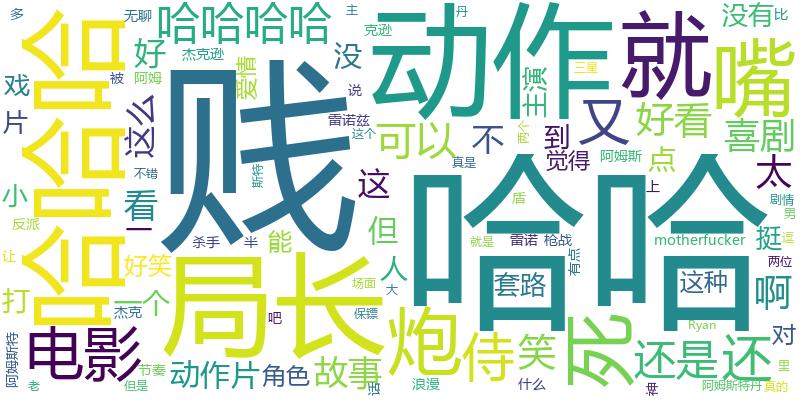 多
无聊
哈哈哈哈
主
丹
克逊
没有
比
哈哈哈
好
杰克逊
爱情
没
动作
主演
三星
就
嘴
戏
阿姆
被
说
片
这么
贱
雷诺兹
可以
不
两个
到
又
好看
喜剧
这个
不错
斯特
这
真是
觉得
阿姆斯
点
太
小
看
哈哈
上
剧情
男
反派
一
但
盾
杀手
半
能
就是
雷诺
枪战
motherfucker
挺
逗
让
好笑
局长
人
有点
两位
打
一个
场面
大
套路
这种
啊
杰克
吧
保镖
炮
侍
笑
死
Ryan
对
电影
还是
还
阿姆斯特
节奏
动作片
角色
故事
里
老
但是
话
浪漫
什么
神
阿姆斯特丹
真的